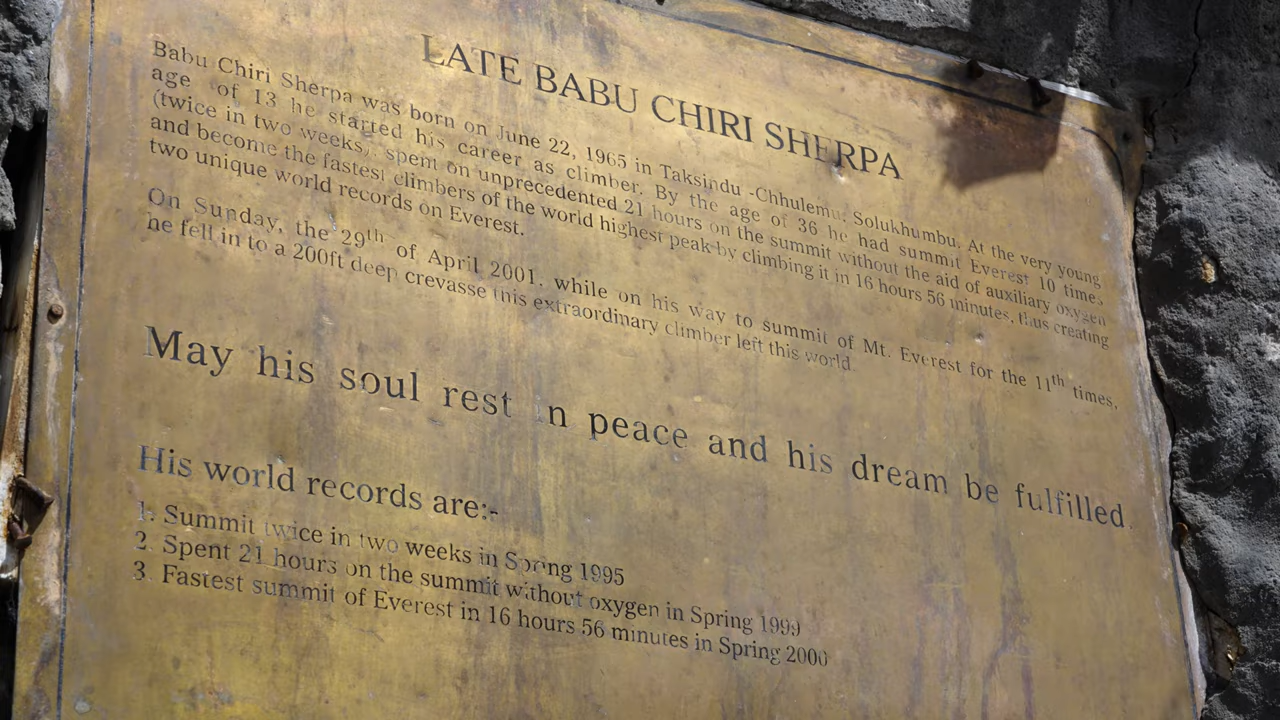 LATE BABU CHIRI SHERPA
Babu Chiri Sherpa was born on June 22, 1965 in Taksindu -Chhulemu, Solukhumbu. At the very young
age of 13 he started his career as climber. By the age of 36 he had summit Everest 10 times
(twice in two weeks), spent on unprecedented 21 hours on the summit without the aid of auxiliary oxygen
and become the fastest climbers of the world highest peak by climbing it in 16 hours 56 minutes, thus creating
two unique world records on Everest.
On Sunday, the 29th of April 2001. while on his way to summit of Mt. Everest for the 11th times,
he fell in to a 200ft deep crevasse this extraordinary climber left this world.
May his soul rest in peace and his dream be fulfilled.
His world records are:-
1. Summit twice in two weeks in Spring 1995
2. Spent 21 hours on the summit without oxygen in Spring 1999
3. Fastest summit of Everest in 16 hours 56 minutes in Spring 2000